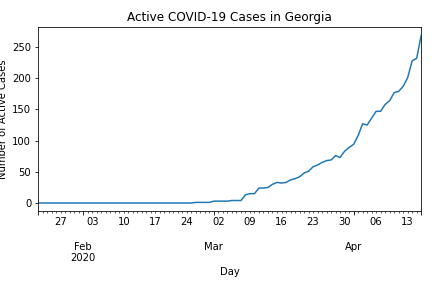 Active COVID-19 Cases in Georgia
Number of Active Cases
250
200
150
100
50
0
27 03 10 17 24 02 09 16 23 30 06 13
Feb Mar Apr
2020
Day